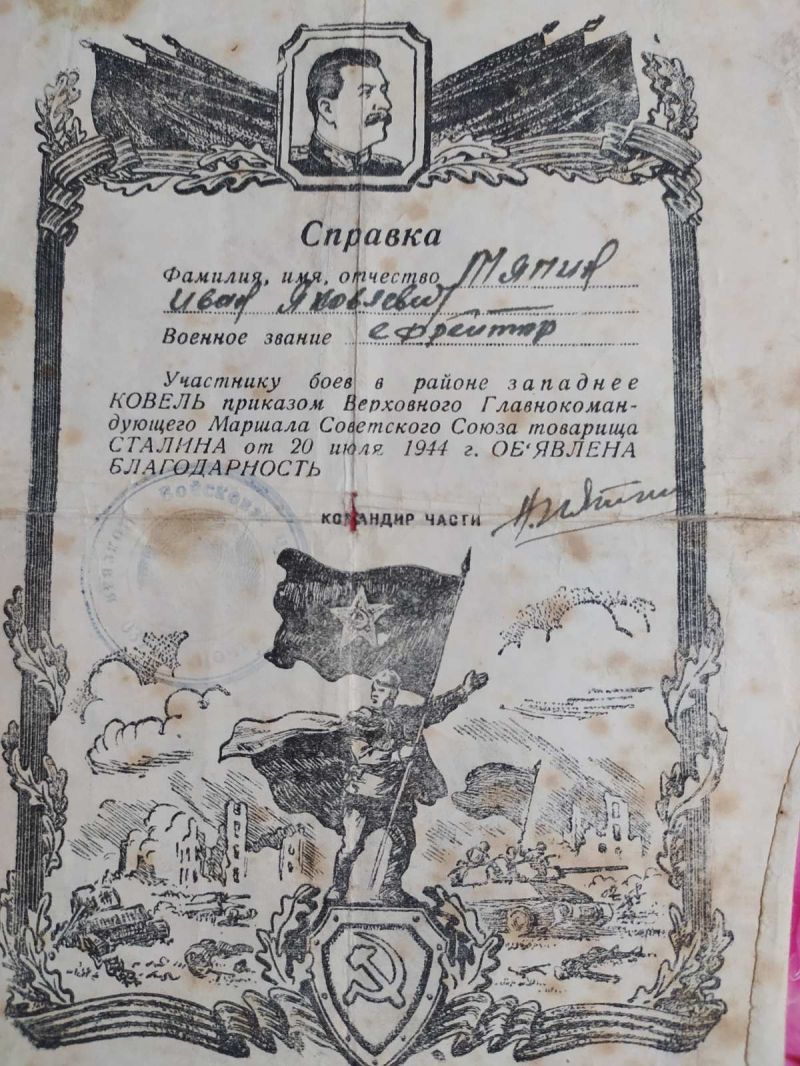 Справка
Фамилия, имя, отчество Тяпин
Иван Яковлевич
Военное звание ефрейтор
Участнику боев в районе западнее
КОВЕЛЬ приказом Верховного Главнокоман-
дующего Маршала Советского Союза товарища
СТАЛИНА от 20 июля 1944 г. ОБ‘ЯВЛЕНА
БЛАГОДАРНОСТЬ
КОМАНДИР ЧАСТИ